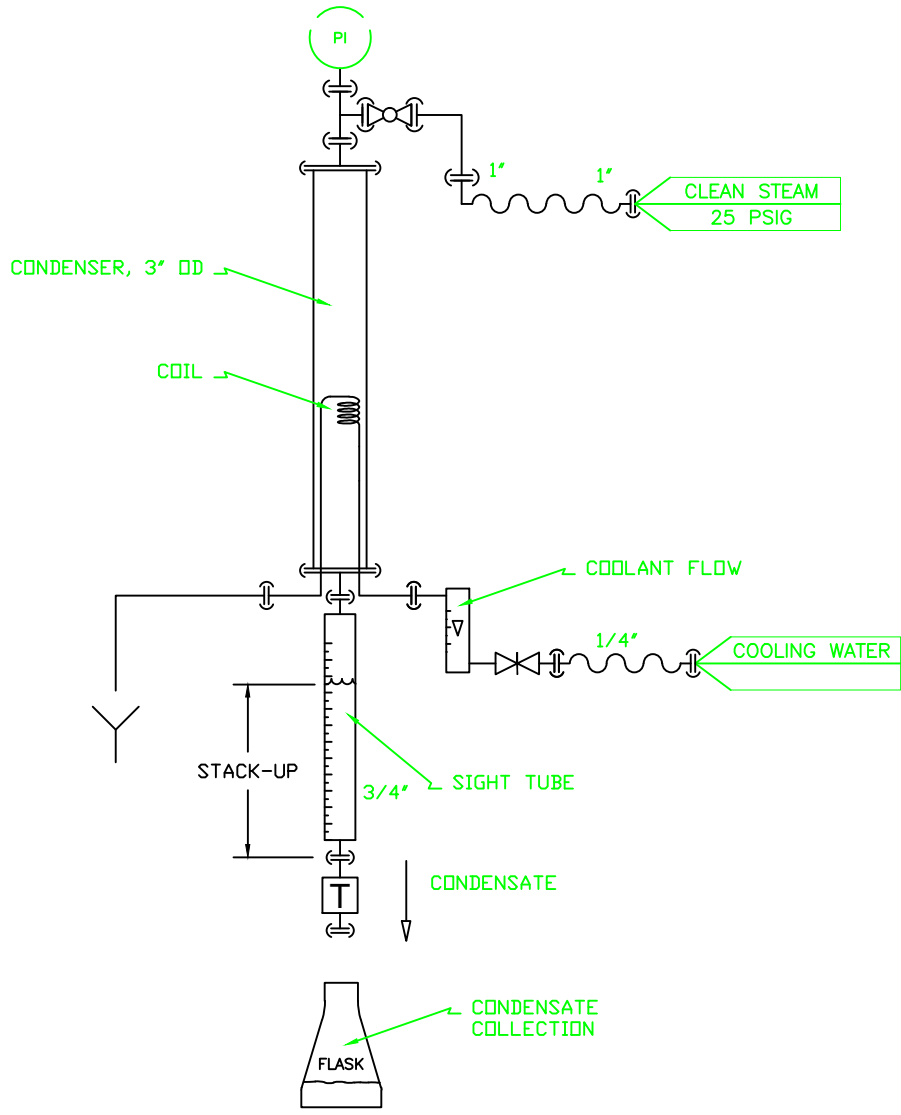 PI
1"
1"
CLEAN STEAM
25 PSIG
CONDENSER, 3" OD
COIL
COOLANT FLOW
1/4"
COOLING WATER
STACK-UP
3/4"
SIGHT TUBE
T
CONDENSATE
CONDENSATE
COLLECTION
FLASK